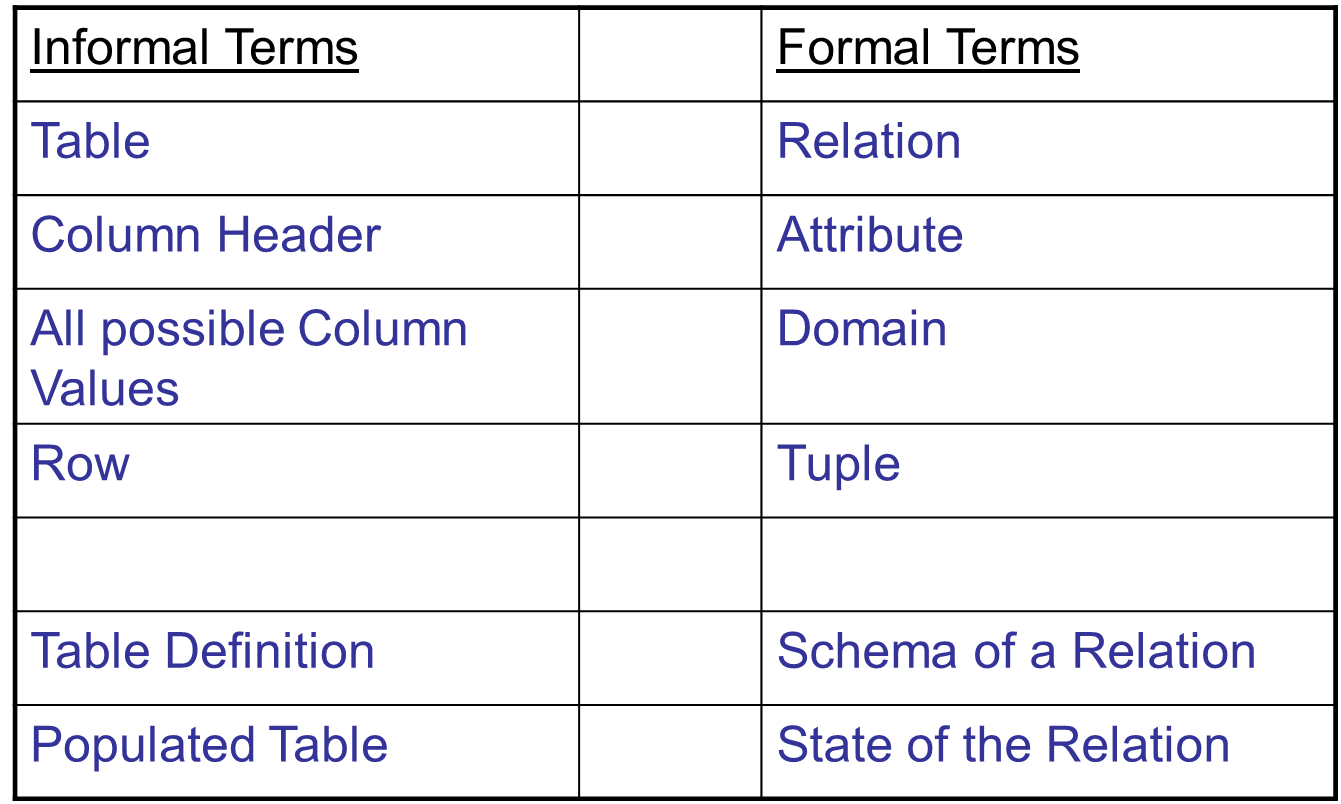 Informal Terms
Formal Terms
Table
Relation
Column Header
Attribute
All possible Column
Values
Domain
Row
Tuple
Table Definition
Schema of a Relation
Populated Table
State of the Relation